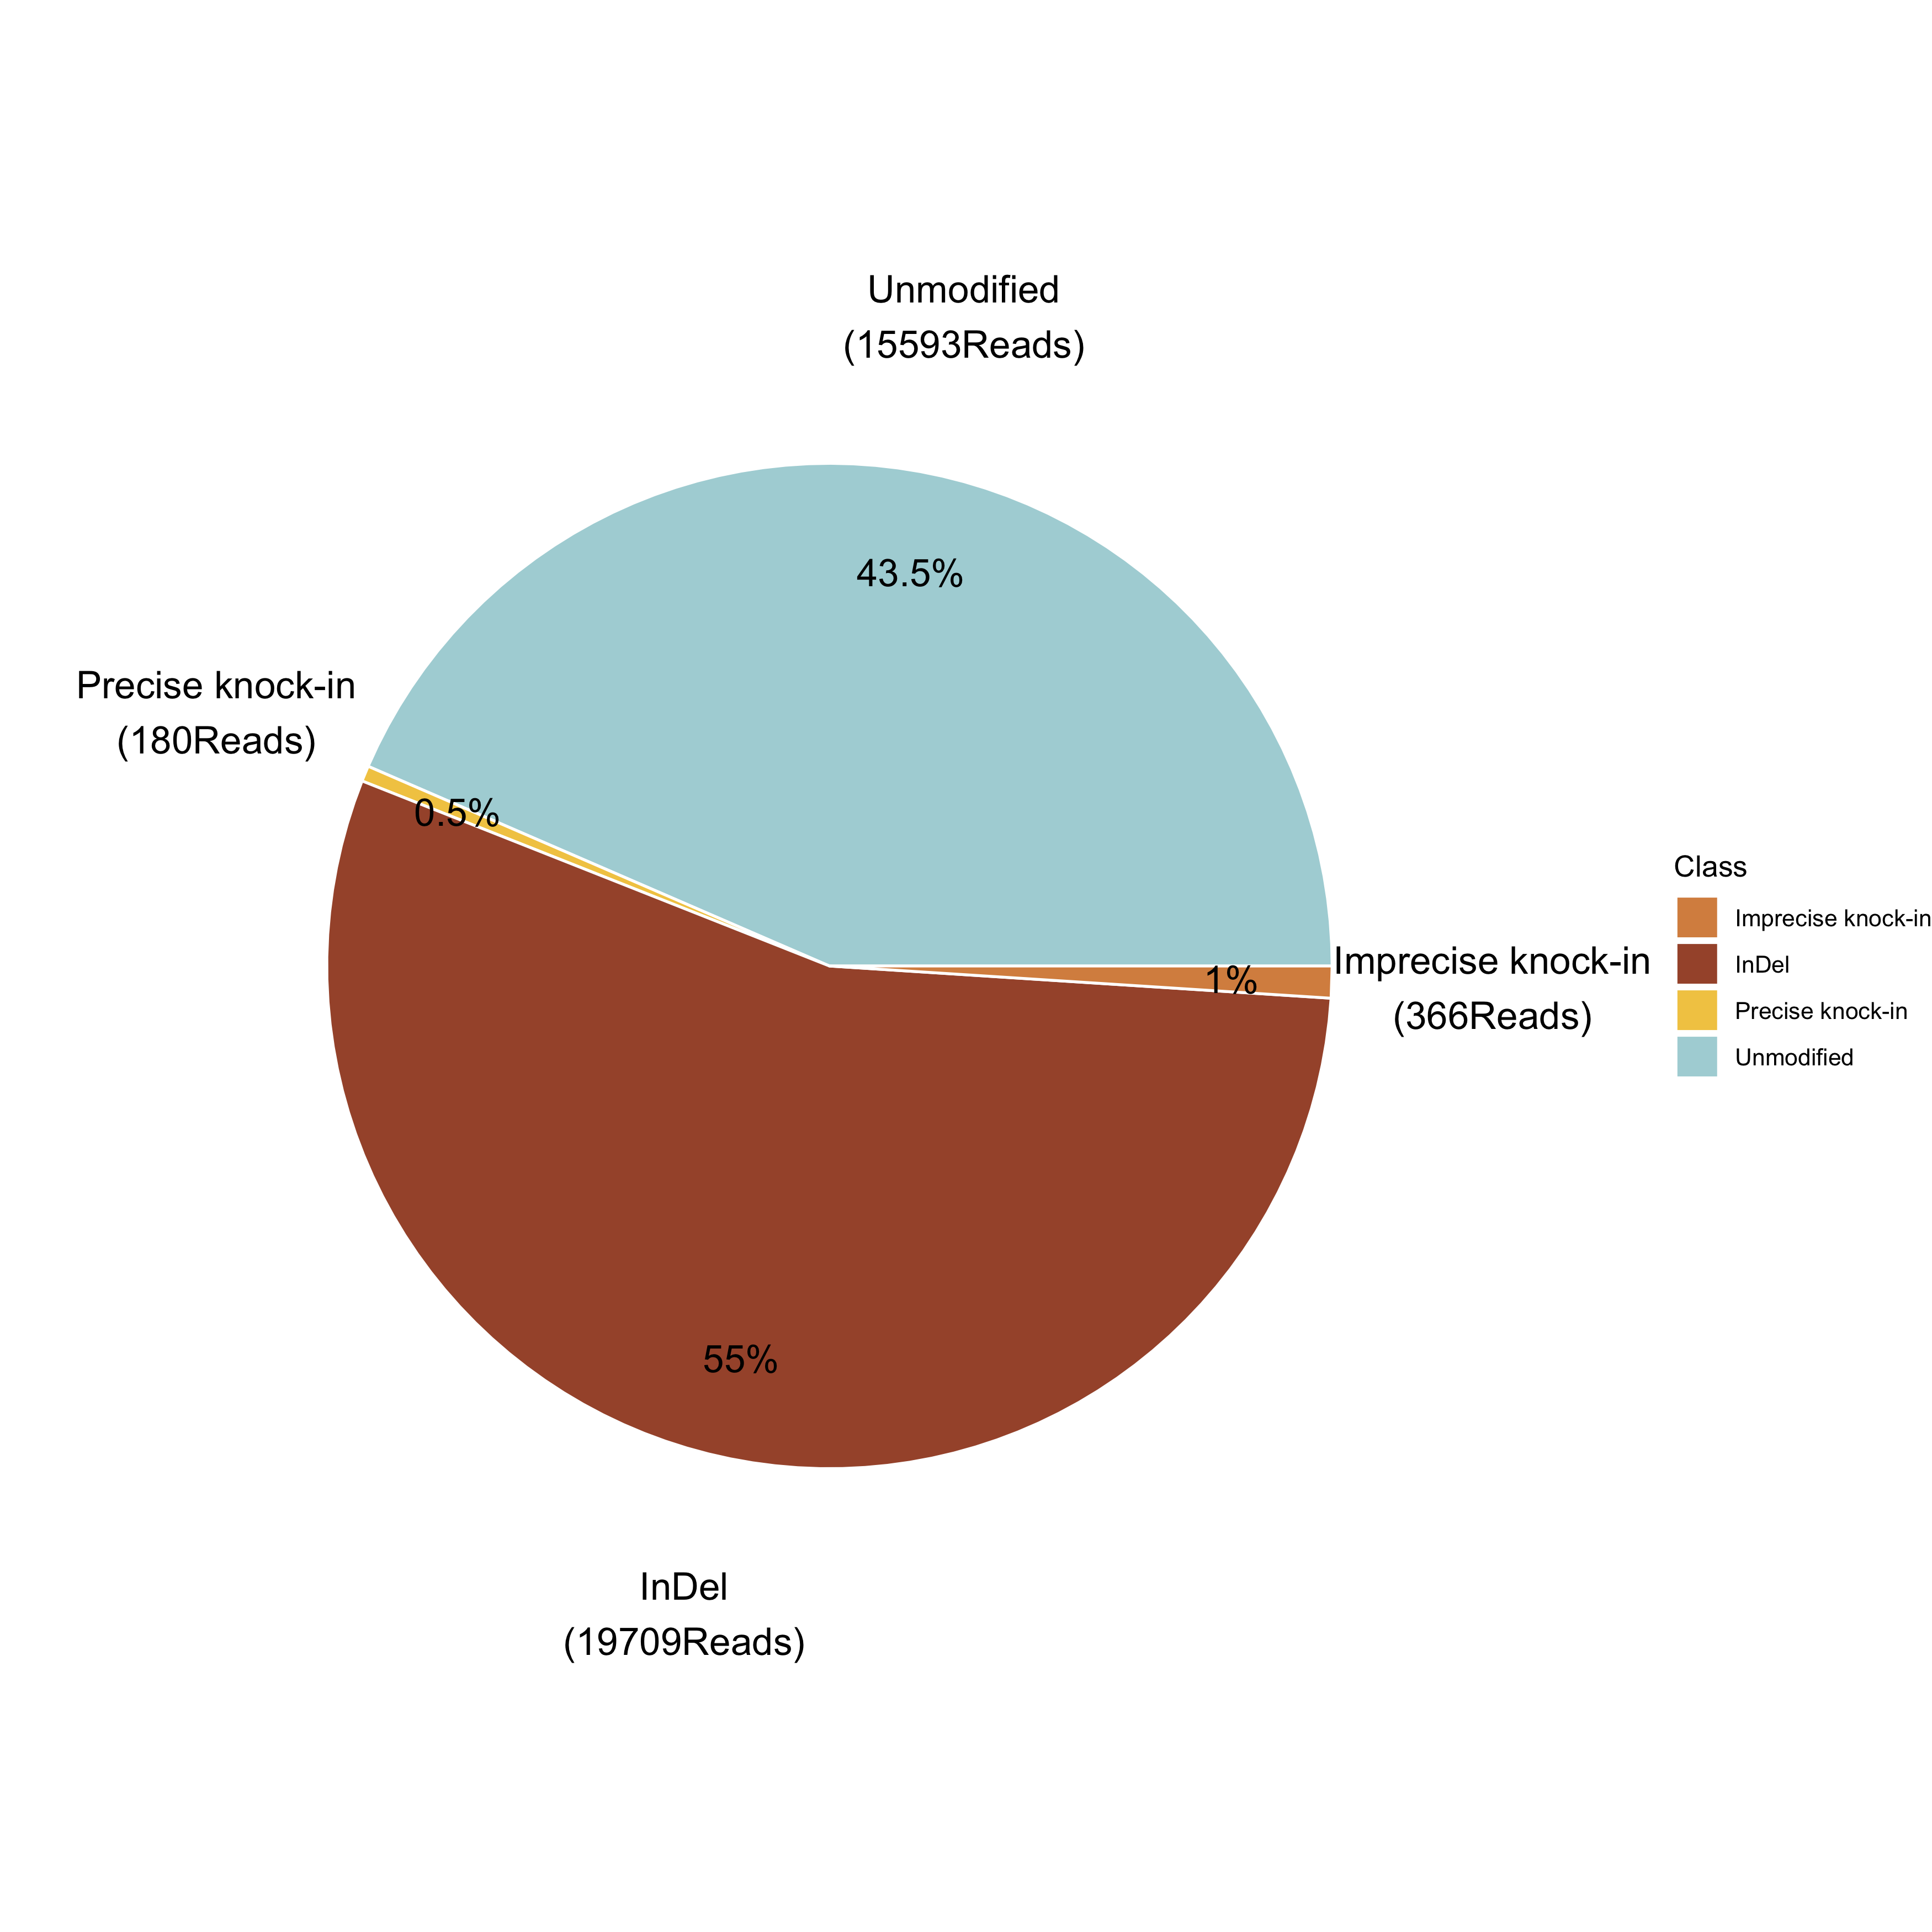 Unmodified
(15593Reads)
43.5%
Precise knock-in
(180Reads)
0.5%
Imprecise knock-in
(366Reads)
1%
55%
InDel
(19709Reads)
Class
Imprecise knock-in
InDel
Precise knock-in
Unmodified